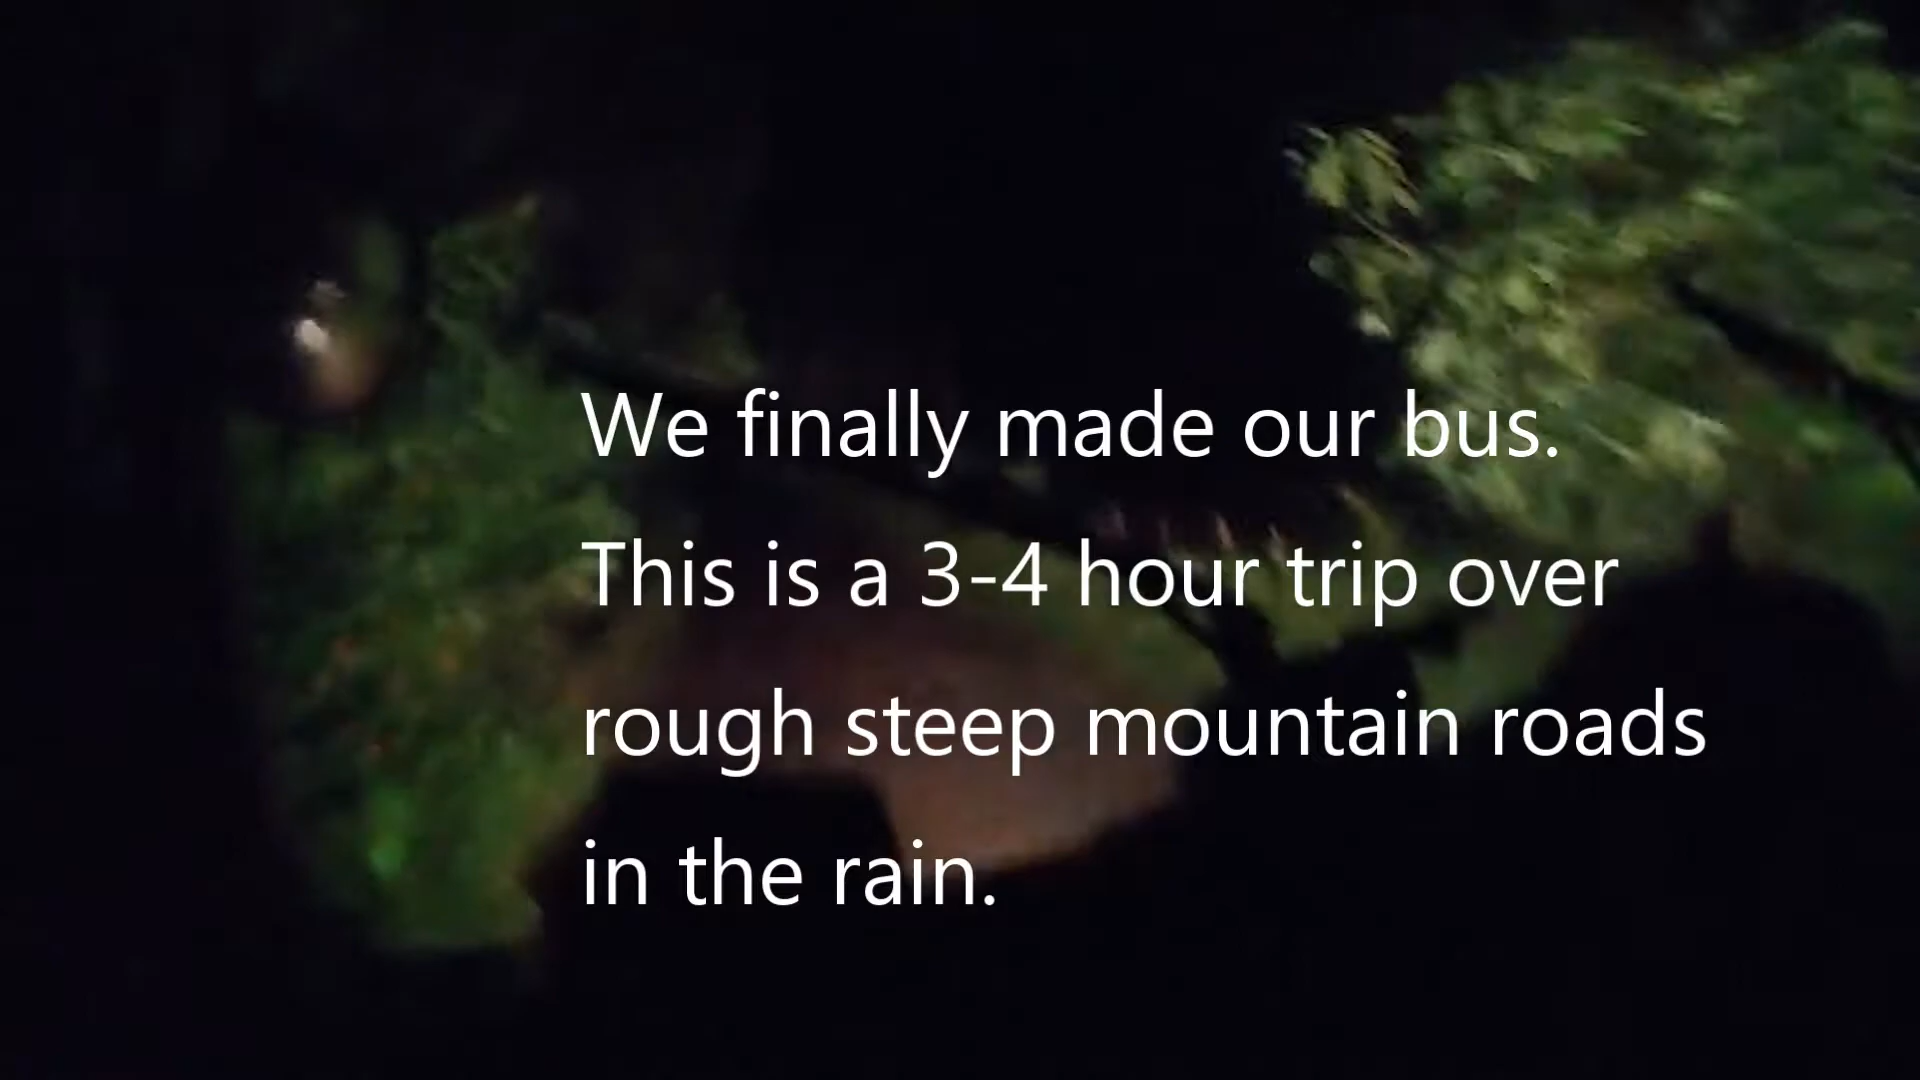 We finally made our bus.
This is a 3-4 hour trip over
rough steep mountain roads
in the rain.